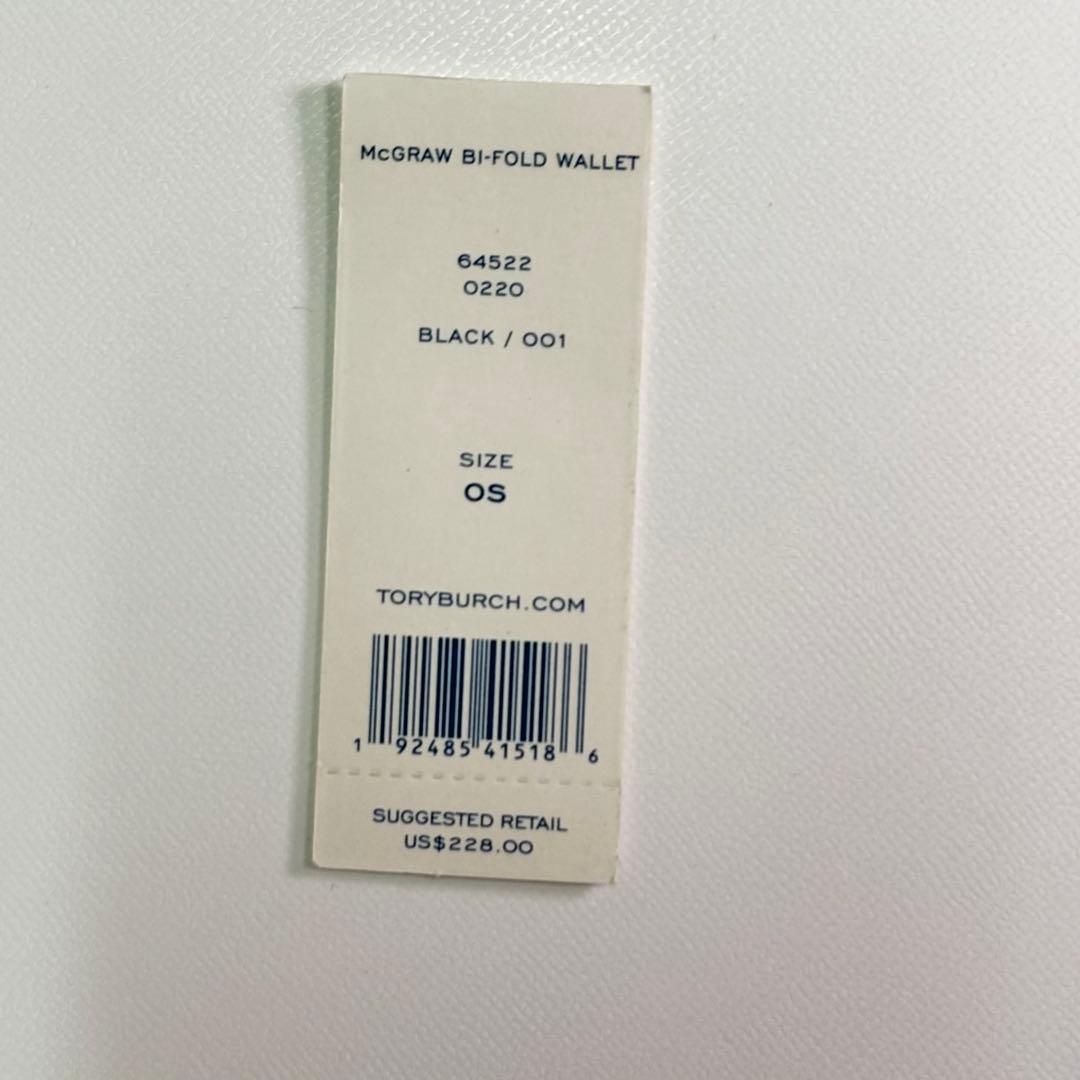 McGRAW BI-FOLD WALLET
64522
0220
BLACK / 001
SIZE
OS
TORYBURCH.COM
1 92485 41518 6
SUGGESTED RETAIL
US$228.00